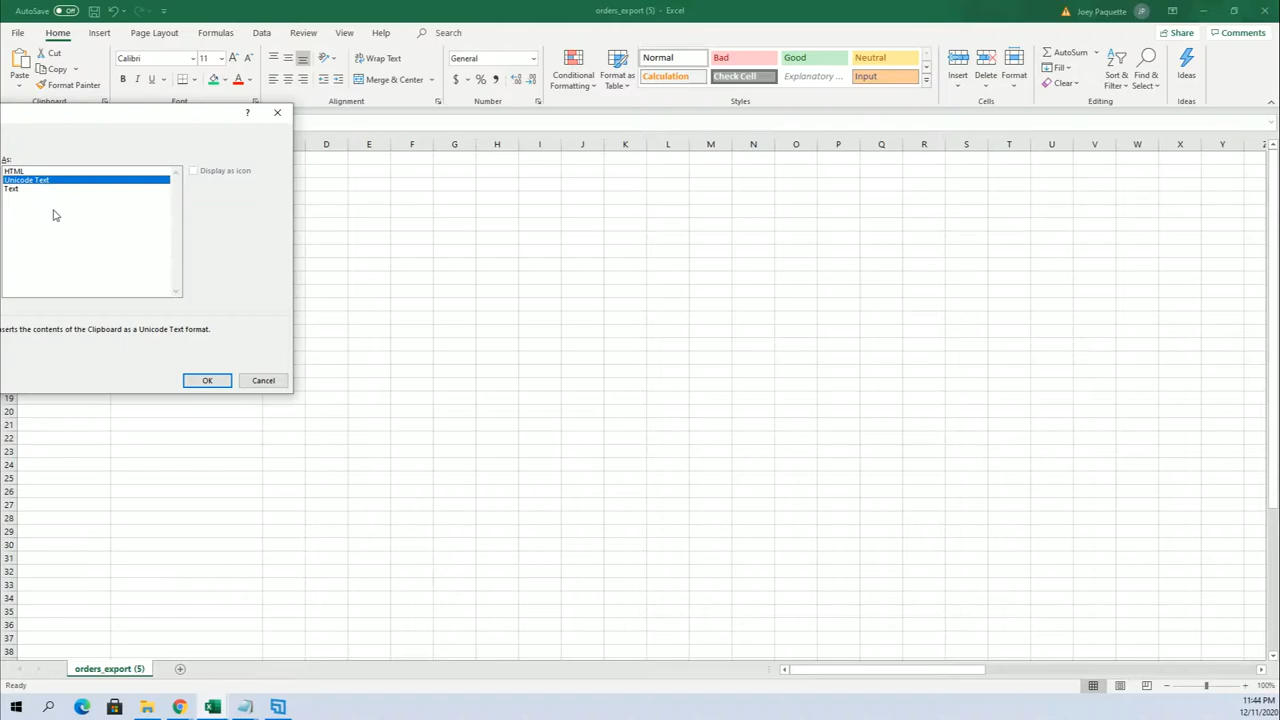 AutoSave Off
orders_export (5) - Excel
Joey Paquette JP
File Home Insert Page Layout Formulas Data Review View Help Search Share Comments
Cut
Copy
Format Painter
Paste
Clipboard
Calibri 11
B I U
Font
Wrap Text
Merge & Center
Alignment
General
$ % ,
Number
Conditional Formatting
Format as Table
Normal Bad Good Neutral
Calculation Check Cell Explanatory ... Input
Styles
Insert Delete Format
Cells
AutoSum
Fill
Clear
Sort & Filter
Find & Select
Editing
Ideas
Ideas
? ×
As:
HTML
Unicode Text
Text
Display as icon
serts the contents of the Clipboard as a Unicode Text format.
OK Cancel
D E F G H I J K L M N O P Q R S T U V W X Y Z
19
20
21
22
23
24
25
26
27
28
29
30
31
32
33
34
35
36
37
38
orders_export (5)
Ready 100%
11:44 PM
12/11/2020